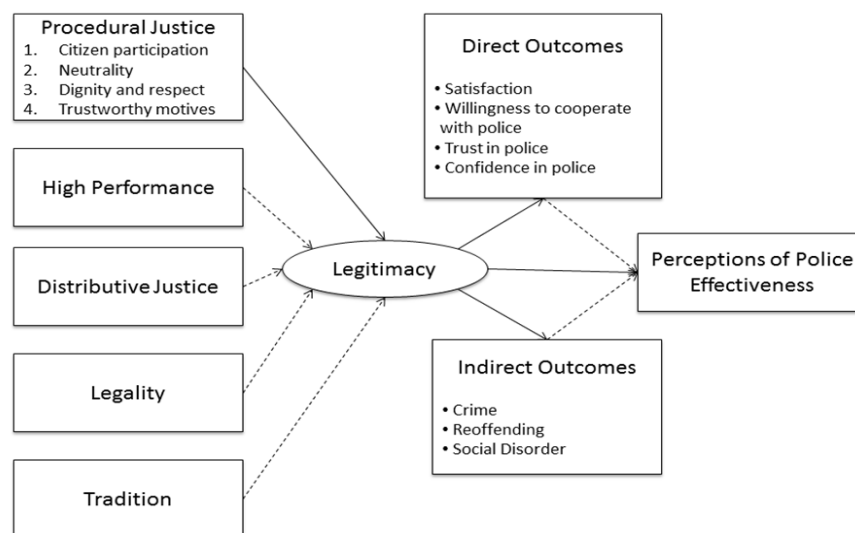 Procedural Justice
1. Citizen participation
2. Neutrality
3. Dignity and respect
4. Trustworthy motives
High Performance
Distributive Justice
Legality
Tradition
Legitimacy
Direct Outcomes
• Satisfaction
• Willingness to cooperate
with police
• Trust in police
• Confidence in police
Indirect Outcomes
• Crime
• Reoffending
• Social Disorder
Perceptions of Police
Effectiveness